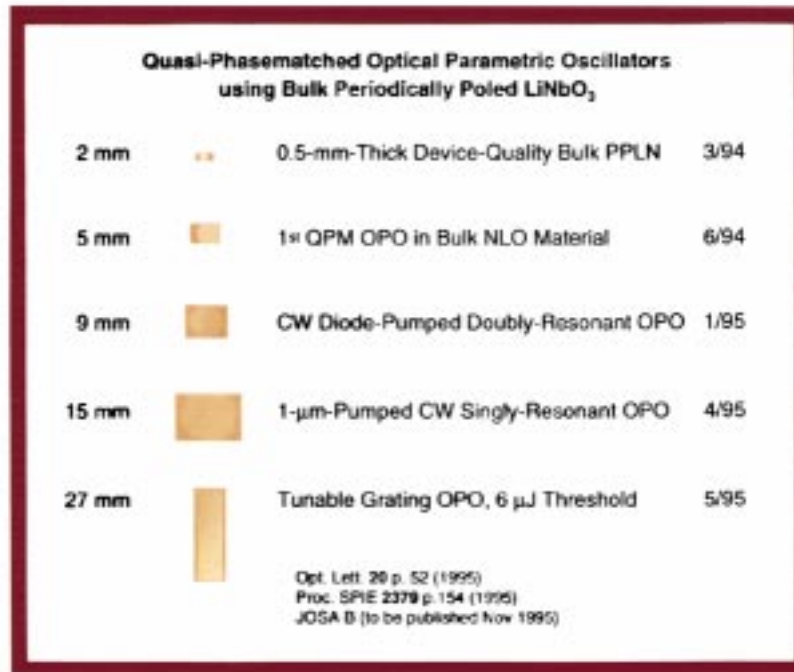 Quasi-Phasematched Optical Parametric Oscillators
using Bulk Periodically Poled LiNbO₃
2 mm 0.5-mm-Thick Device-Quality Bulk PPLN 3/94
5 mm 1st QPM OPO in Bulk NLO Material 6/94
9 mm CW Diode-Pumped Doubly-Resonant OPO 1/95
15 mm 1-μm-Pumped CW Singly-Resonant OPO 4/95
27 mm Tunable Grating OPO, 6 μJ Threshold 5/95
Opt. Lett. 20 p. 52 (1995)
Proc. SPIE 2379 p.154 (1995)
JOSA B (to be published Nov 1995)